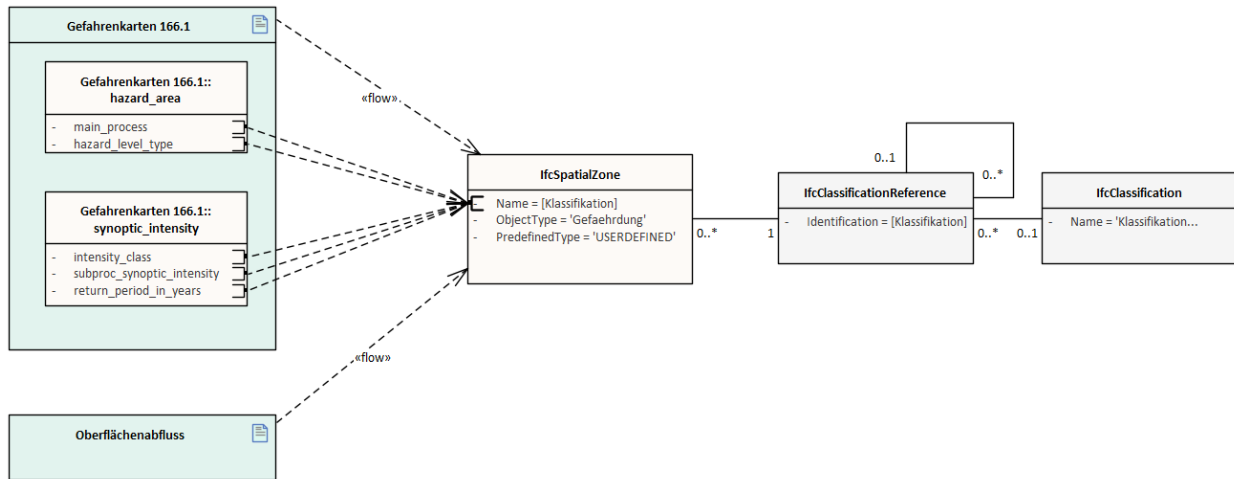 Gefahrenkarten 166.1
Gefahrenkarten 166.1::
hazard_area
- main_process
- hazard_level_type
Gefahrenkarten 166.1::
synoptic_intensity
- intensity_class
- subproc_synoptic_intensity
- return_period_in_years
Oberflächenabfluss
«flow»
«flow»
IfcSpatialZone
- Name = [Klassifikation]
- ObjectType = 'Gefaehrdung'
- PredefinedType = 'USERDEFINED'
0..*
1
IfcClassificationReference
- Identification = [Klassifikation]
0..1
0..*
0..*
0..1
IfcClassification
- Name = 'Klassifikation...